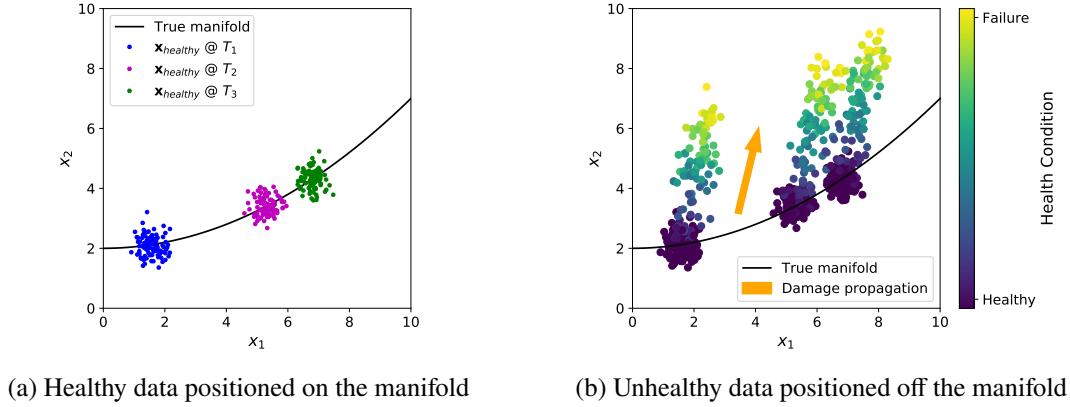 True manifold
x_healthy @ T_1
x_healthy @ T_2
x_healthy @ T_3
10
8
6
4
2
0
x_2
0 2 4 6 8 10
x_1
(a) Healthy data positioned on the manifold
10
8
6
4
2
0
x_2
True manifold
Damage propagation
0 2 4 6 8 10
x_1
Failure
Healthy
Health Condition
(b) Unhealthy data positioned off the manifold